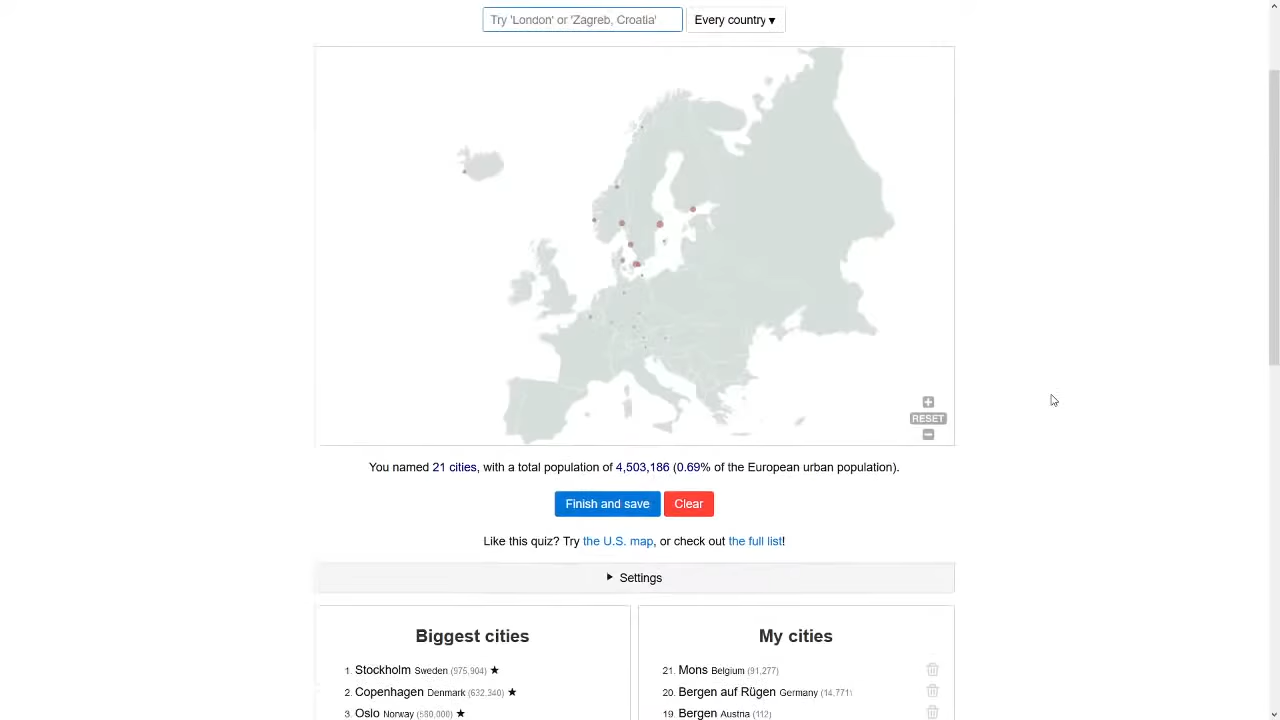 Try 'London' or 'Zagreb, Croatia' Every country ▼
+
RESET
−
You named 21 cities, with a total population of 4,503,186 (0.69% of the European urban population).
Finish and save Clear
Like this quiz? Try the U.S. map, or check out the full list!
▶ Settings
Biggest cities
1. Stockholm Sweden (975,904) ★
2. Copenhagen Denmark (632,340) ★
3. Oslo Norway (580,000) ★
My cities
21. Mons Belgium (91,277)
20. Bergen auf Rügen Germany (14,771)
19. Bergen Austria (112)